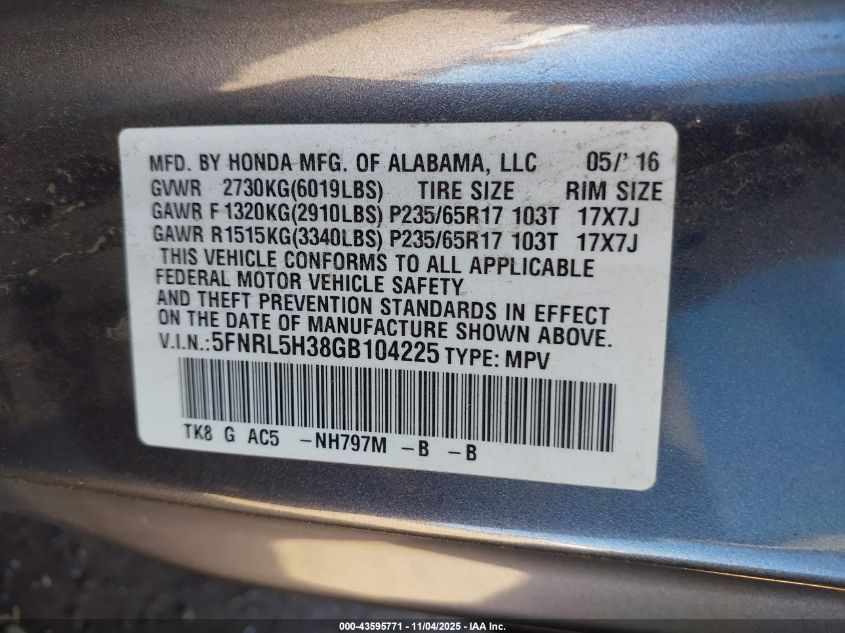 MFD. BY HONDA MFG. OF ALABAMA, LLC 05/' 16
GVWR 2730KG(6019LBS) TIRE SIZE RIM SIZE
GAWR F 1320KG(2910LBS) P235/65R17 103T 17X7J
GAWR R1515KG(3340LBS) P235/65R17 103T 17X7J
THIS VEHICLE CONFORMS TO ALL APPLICABLE
FEDERAL MOTOR VEHICLE SAFETY
AND THEFT PREVENTION STANDARDS IN EFFECT
ON THE DATE OF MANUFACTURE SHOWN ABOVE.
V.I.N.:5FNRL5H38GB104225 TYPE: MPV
TK8 G AC5 -NH797M -B -B
000-43595771 - 11/04/2025 - IAAI.COM